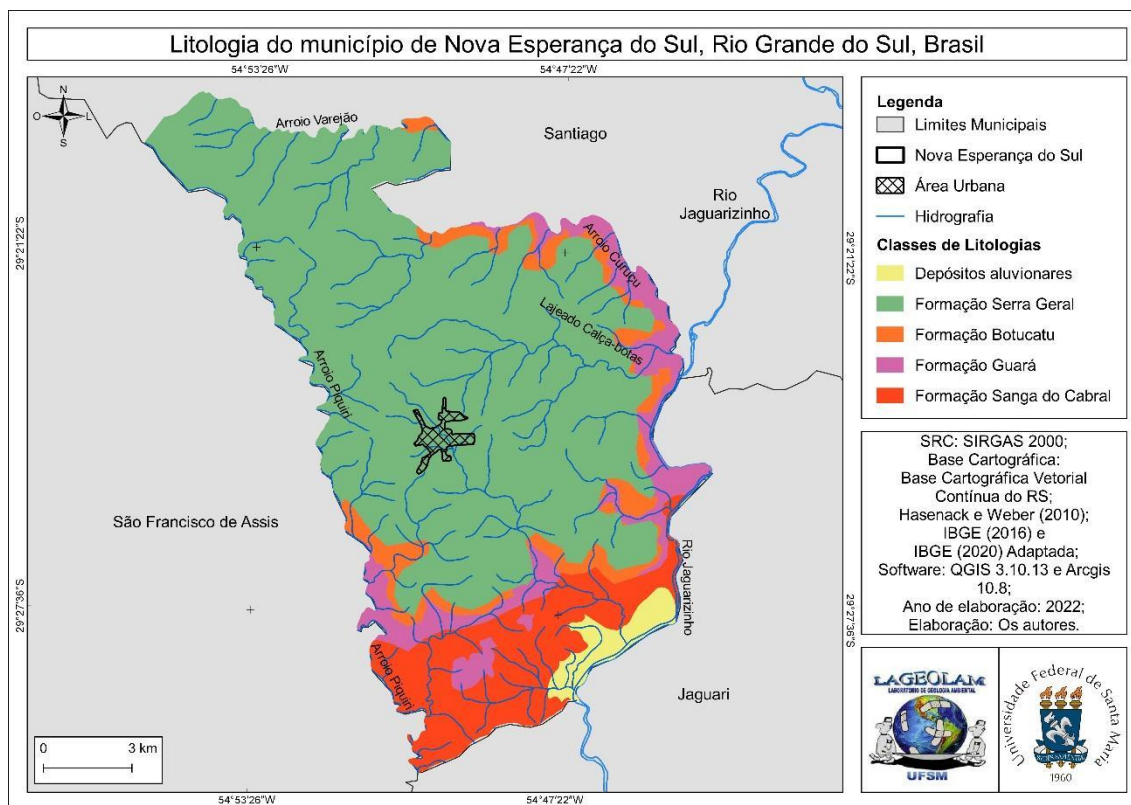 Litologia do município de Nova Esperança do Sul, Rio Grande do Sul, Brasil
54°53'26"W
54°47'22"W
N
O
L
S
Arroio Varejão
Santiago
Rio
Jaguarizinho
29°21'22"S
29°21'22"S
Arroio Curuçu
Lajeado Calça-botas
Arroio Piquiri
São Francisco de Assis
Rio Jaguarizinho
29°27'36"S
29°27'36"S
Arroio Piquiri
Jaguari
0
3 km
54°53'26"W
54°47'22"W
Legenda
Limites Municipais
Nova Esperança do Sul
Área Urbana
Hidrografia
Classes de Litologias
Depósitos aluvionares
Formação Serra Geral
Formação Botucatu
Formação Guará
Formação Sanga do Cabral
SRC: SIRGAS 2000;
Base Cartográfica:
Base Cartográfica Vetorial
Contínua do RS;
Hasenack e Weber (2010);
IBGE (2016) e
IBGE (2020) Adaptada;
Software: QGIS 3.10.13 e Arcgis
10.8;
Ano de elaboração: 2022;
Elaboração: Os autores.
LAGEOLAM
LABORATÓRIO DE GEOLOGIA AMBIENTAL
UFSM
Universidade Federal de Santa Maria
1960